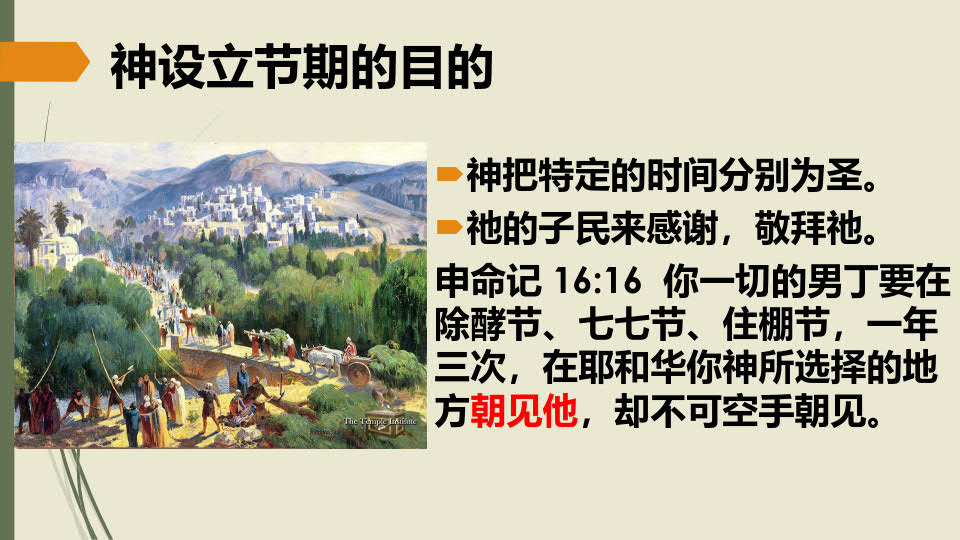 神设立节期的目的
神把特定的时间分别为圣。
祂的子民来感谢，敬拜祂。
申命记 16:16 你一切的男丁要在
除酵节、七七节、住棚节，一年
三次，在耶和华你神所选择的地
方朝见他，却不可空手朝见。
The Temple Institute